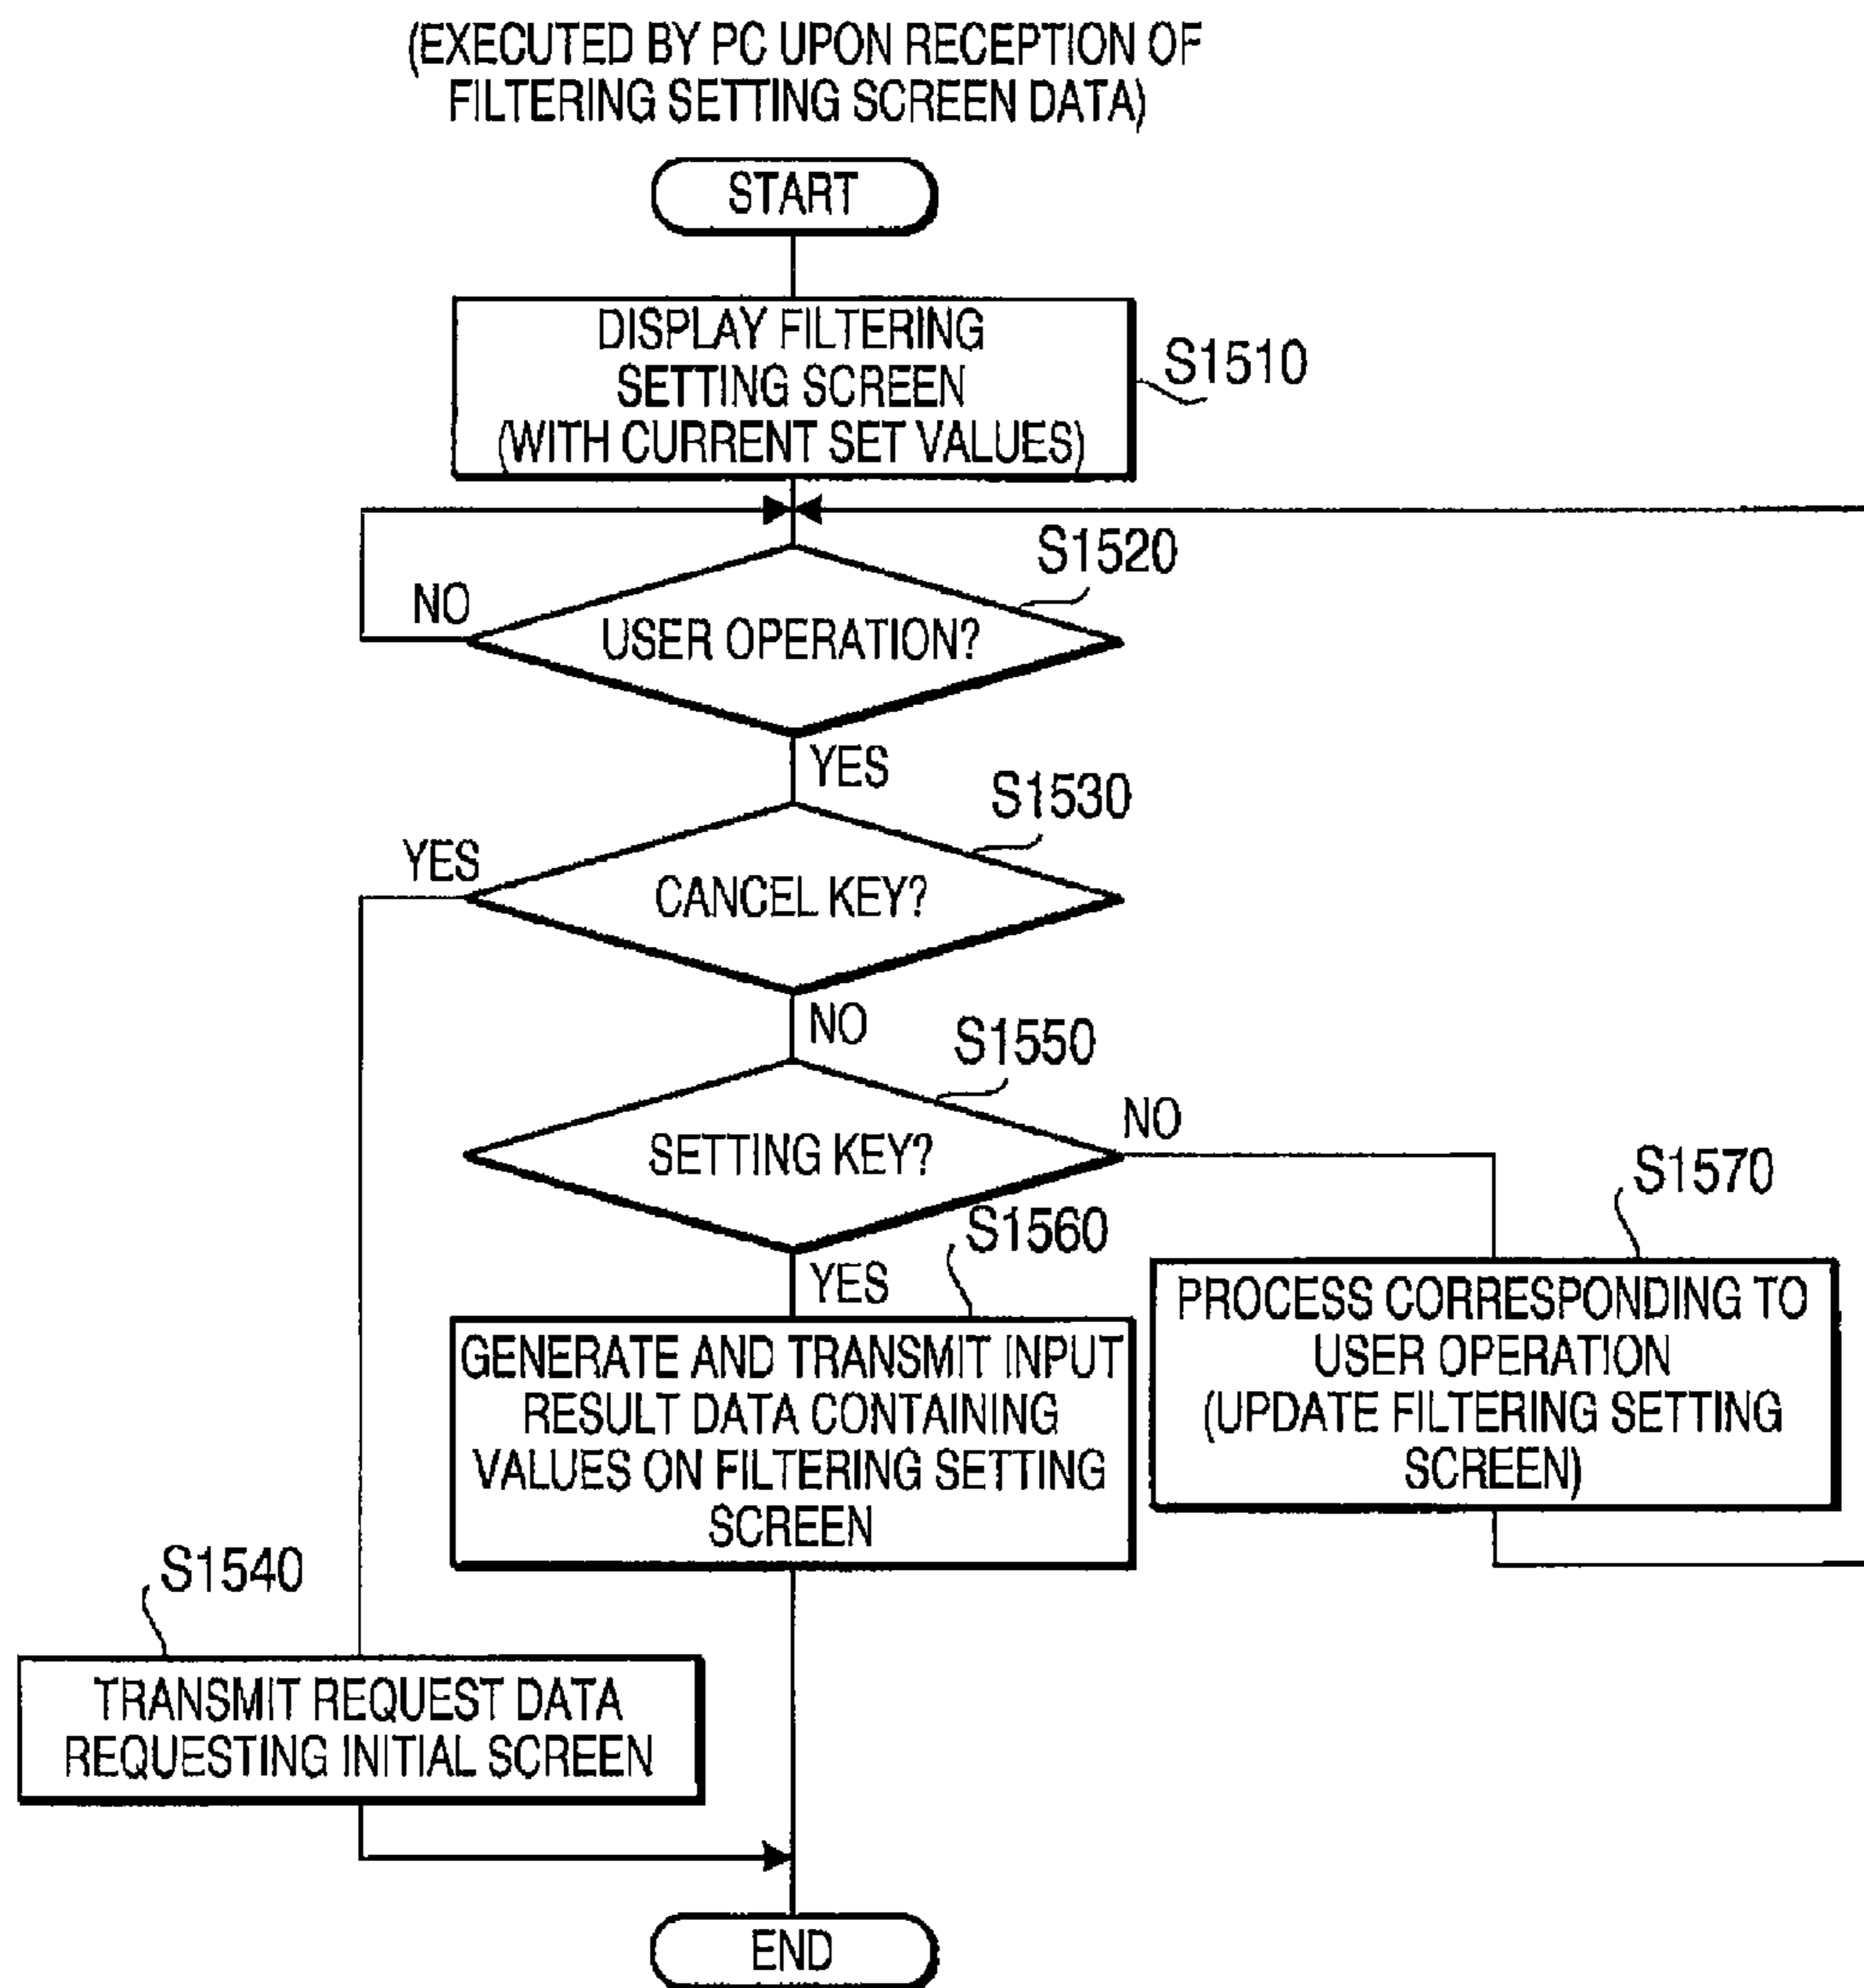 (EXECUTED BY PC UPON RECEPTION OF
FILTERING SETTING SCREEN DATA)
START
DISPLAY FILTERING
SETTING SCREEN
(WITH CURRENT SET VALUES)
S1510
S1520
NO
USER OPERATION?
YES
S1530
YES
CANCEL KEY?
NO
S1550
NO
SETTING KEY?
S1570
S1560
YES
PROCESS CORRESPONDING TO
USER OPERATION
(UPDATE FILTERING SETTING
SCREEN)
GENERATE AND TRANSMIT INPUT
RESULT DATA CONTAINING
VALUES ON FILTERING SETTING
SCREEN
S1540
TRANSMIT REQUEST DATA
REQUESTING INITIAL SCREEN
END